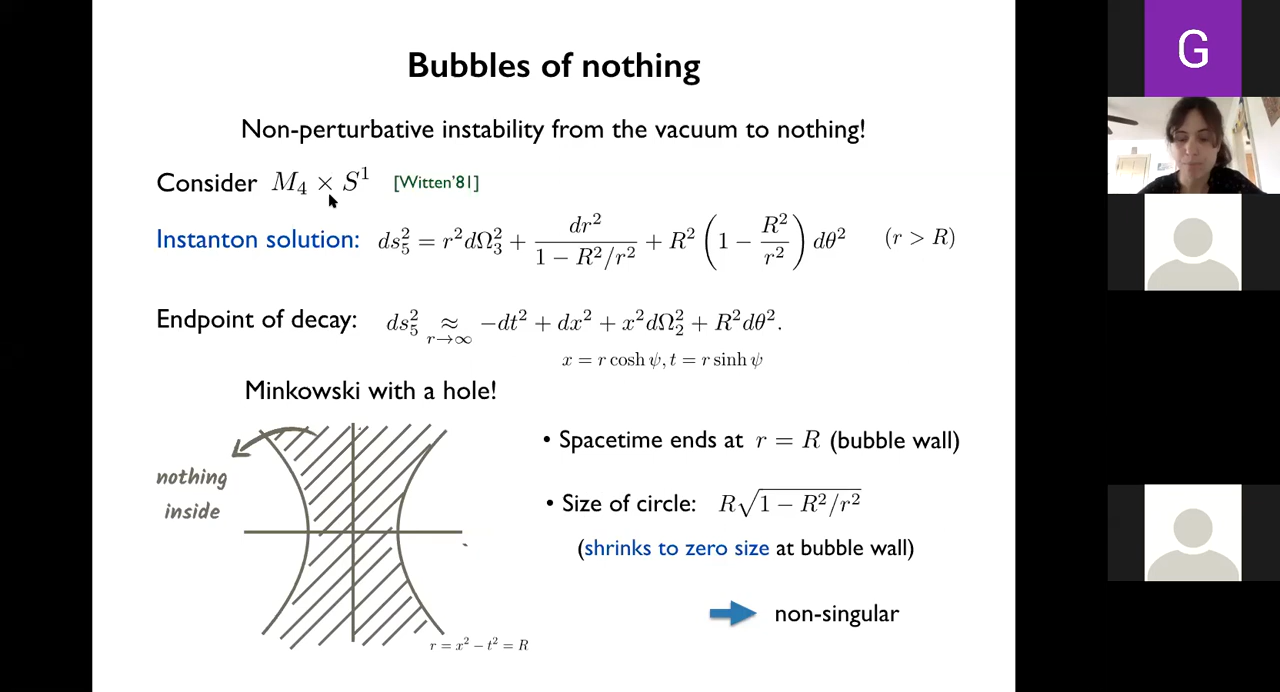 Bubbles of nothing
Non-perturbative instability from the vacuum to nothing!
Consider M₄ × S¹ [Witten'81]
Instanton solution: ds₅² = r²dΩ₃² + dr²/(1 − R²/r²) + R² (1 − R²/r²) dθ² (r > R)
Endpoint of decay: ds₅² ≈_{r→∞} −dt² + dx² + x²dΩ₂² + R²dθ².
x = r cosh ψ, t = r sinh ψ
Minkowski with a hole!
nothing
inside
r = x² − t² = R
• Spacetime ends at r = R (bubble wall)
• Size of circle: R√(1 − R²/r²)
(shrinks to zero size at bubble wall)
non-singular
G